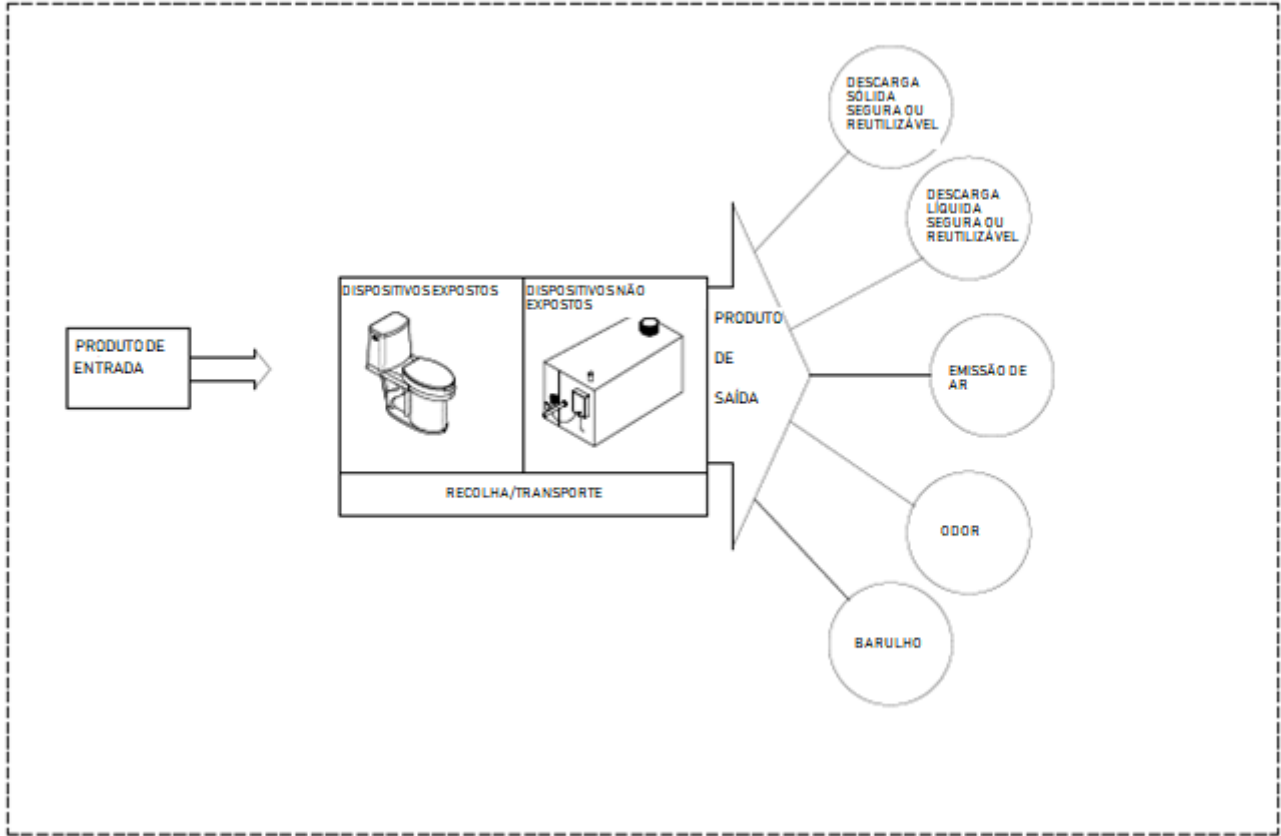 PRODUTO DE
ENTRADA
DISPOSITIVOS EXPOSTOS
DISPOSITIVOS NÃO
EXPOSTOS
RECOLHA/TRANSPORTE
PRODUTO
DE
SAÍDA
DESCARGA
SÓLIDA
SEGURA OU
REUTILIZÁVEL
DESCARGA
LÍQUIDA
SEGURA OU
REUTILIZÁVEL
EMISSÃO DE
AR
ODOR
BARULHO